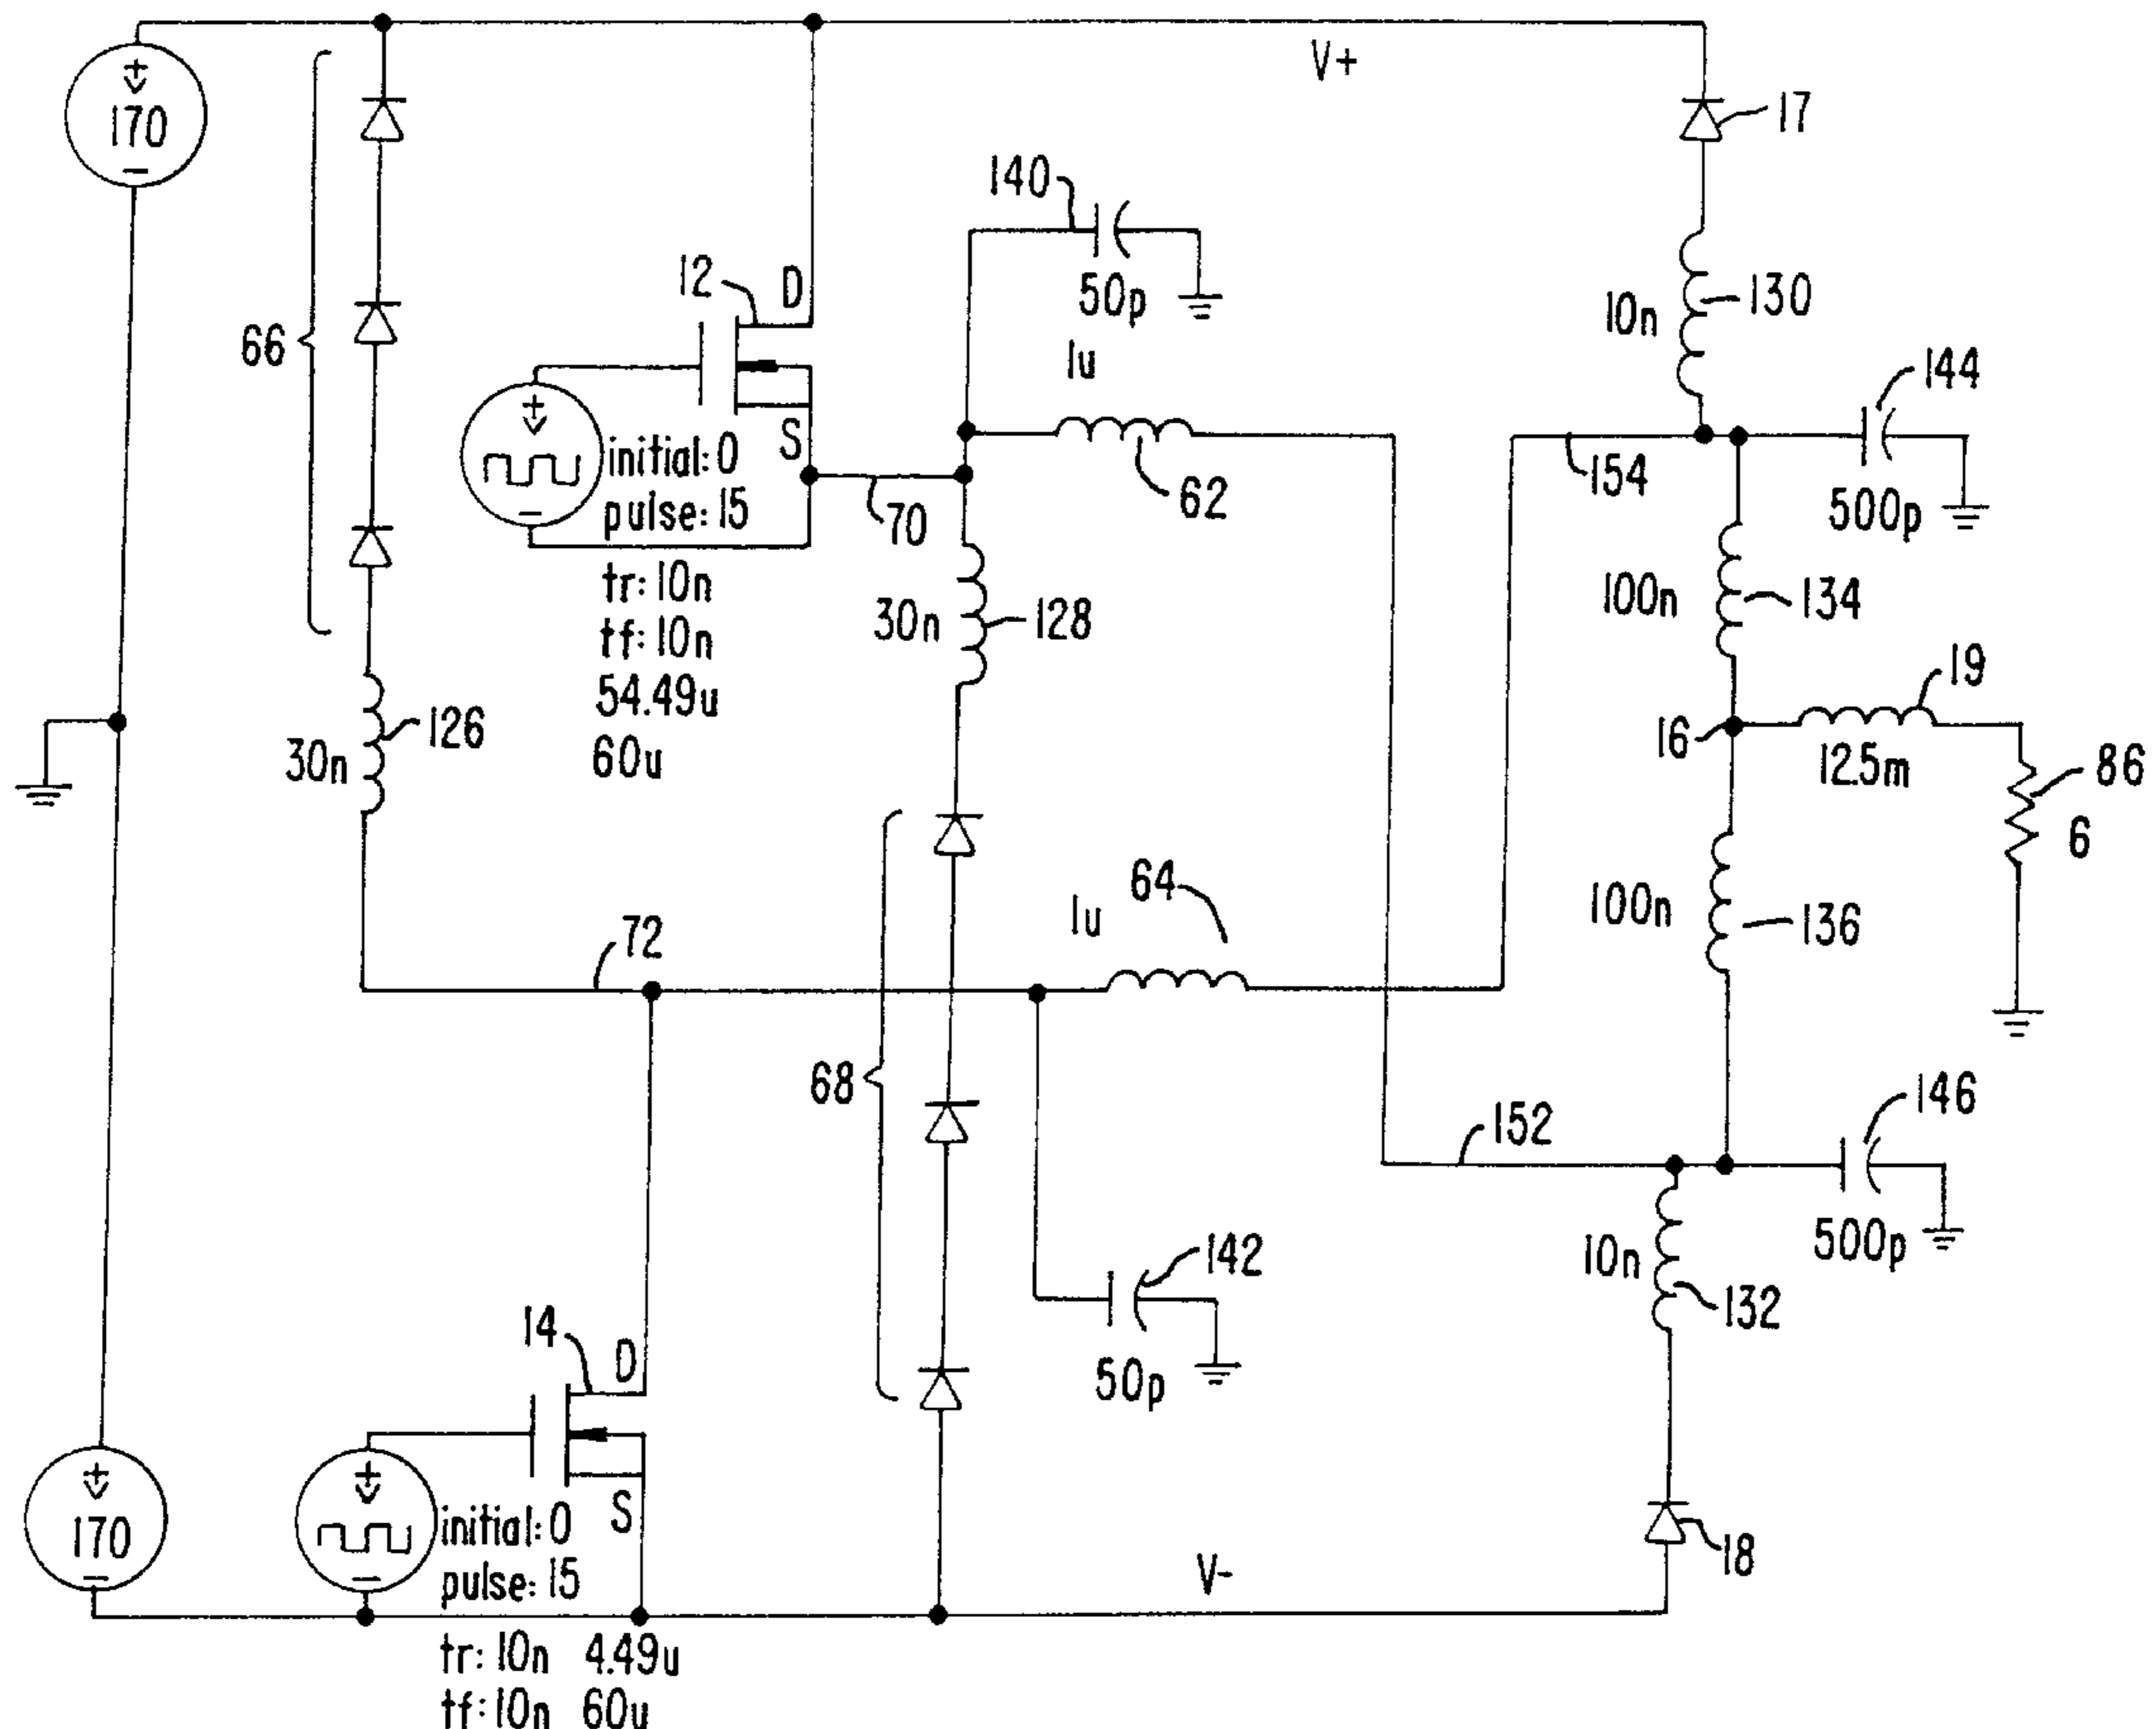 V+
+
170
−
17
140
50p
12
D
130
10n
66
1u
144
+
−
initial: 0
pulse: 15
S
70
62
154
500p
tr: 10n
tf: 10n
54.49u
60u
30n
128
100n
134
19
126
30n
16
12.5m
86
6
64
1u
100n
136
72
68
146
152
500p
142
50p
10n
132
14
D
+
170
−
+
−
initial: 0
pulse: 15
S
18
V-
tr: 10n 4.49u
tf: 10n 60u